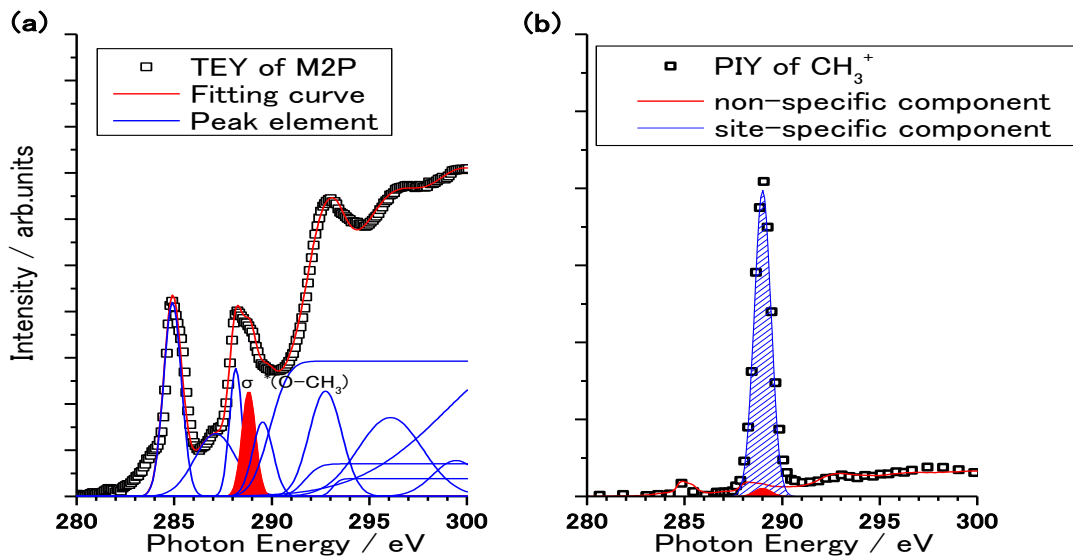 (a)
TEY of M2P
Fitting curve
Peak element
σ*(O-CH₃)
Intensity / arb.units
280 285 290 295 300
Photon Energy / eV
(b)
PIY of CH₃⁺
non-specific component
site-specific component
280 285 290 295 300
Photon Energy / eV